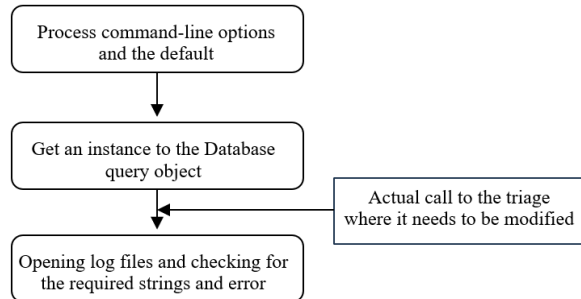 Process command-line options
and the default
Get an instance to the Database
query object
Actual call to the triage
where it needs to be modified
Opening log files and checking for
the required strings and error